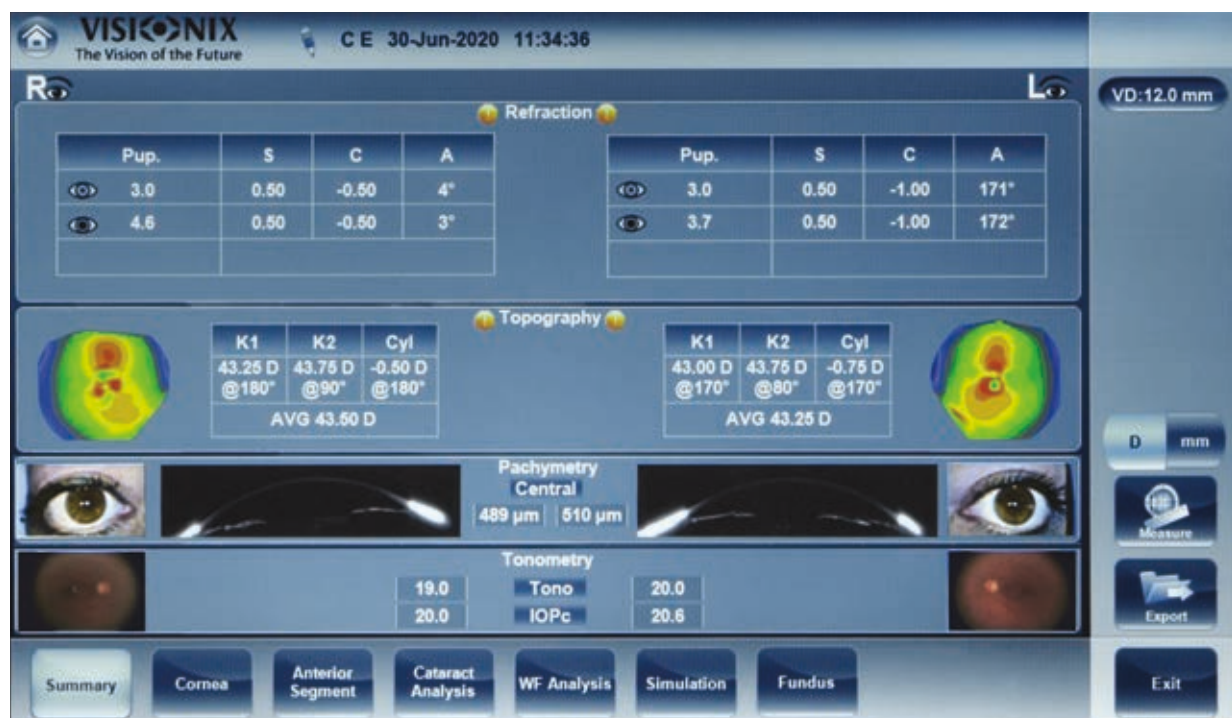 VISIONIX
The Vision of the Future
C E 30-Jun-2020 11:34:36
R
L
VD:12.0 mm
Refraction
Pup. S C A
3.0 0.50 -0.50 4°
4.6 0.50 -0.50 3°
Pup. S C A
3.0 0.50 -1.00 171°
3.7 0.50 -1.00 172°
Topography
K1 K2 Cyl
43.25 D 43.75 D -0.50 D
@180° @90° @180°
AVG 43.50 D
K1 K2 Cyl
43.00 D 43.75 D -0.75 D
@170° @80° @170°
AVG 43.25 D
D mm
Pachymetry
Central
489 µm 510 µm
Measure
Tonometry
19.0 Tono 20.0
20.0 IOPc 20.6
Export
Summary
Cornea
Anterior
Segment
Cataract
Analysis
WF Analysis
Simulation
Fundus
Exit